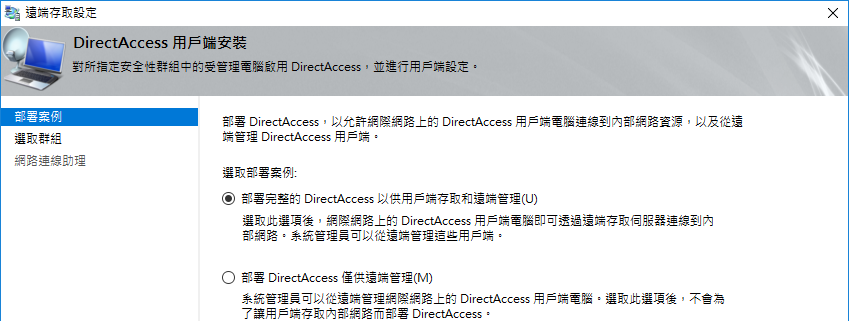 遠端存取設定
DirectAccess 用戶端安裝
對所指定安全性群組中的受管理電腦啟用 DirectAccess，並進行用戶端設定。
部署案例
選取群組
網路連線助理
部署 DirectAccess，以允許網際網路上的 DirectAccess 用戶端電腦連線到內部網路資源，以及從遠
端管理 DirectAccess 用戶端。
選取部署案例:
部署完整的 DirectAccess 以供用戶端存取和遠端管理(U)
選取此選項後，網際網路上的 DirectAccess 用戶端電腦即可透過遠端存取伺服器連線到內
部網路。系統管理員可以從遠端管理這些用戶端。
部署 DirectAccess 僅供遠端管理(M)
系統管理員可以從遠端管理網際網路上的 DirectAccess 用戶端電腦。選取此選項後，不會為
了讓用戶端存取內部網路而部署 DirectAccess。